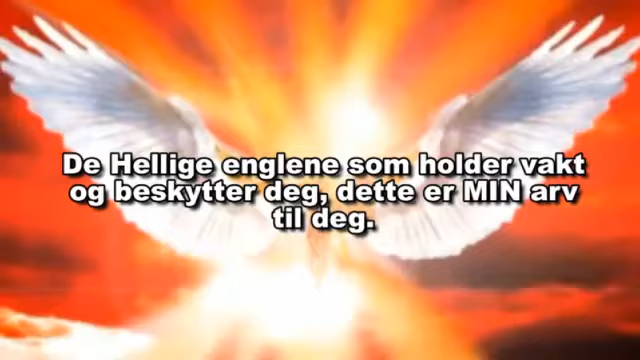 De Hellige englene som holder vakt
og beskytter deg, dette er MIN arv
til deg.